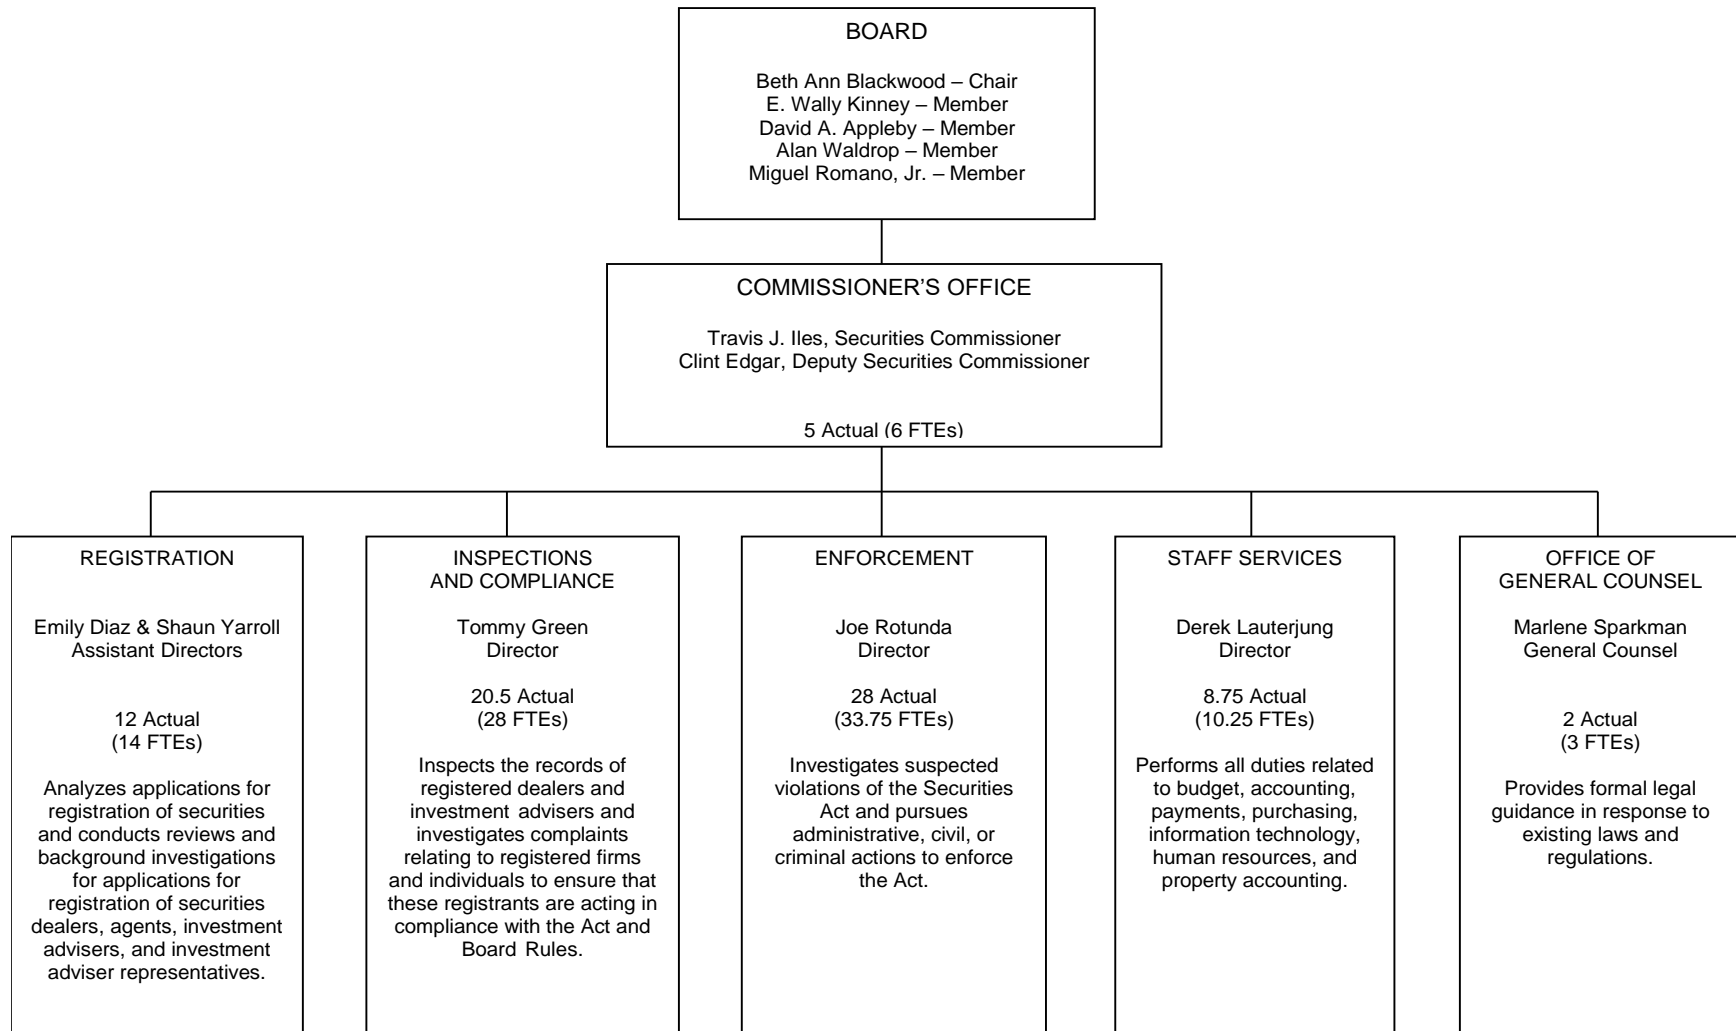 BOARD
Beth Ann Blackwood – Chair
E. Wally Kinney – Member
David A. Appleby – Member
Alan Waldrop – Member
Miguel Romano, Jr. – Member
COMMISSIONER'S OFFICE
Travis J. Iles, Securities Commissioner
Clint Edgar, Deputy Securities Commissioner
5 Actual (6 FTEs)
REGISTRATION
Emily Diaz & Shaun Yarroll
Assistant Directors
12 Actual
(14 FTEs)
Analyzes applications for
registration of securities
and conducts reviews and
background investigations
for applications for
registration of securities
dealers, agents, investment
advisers, and investment
adviser representatives.
INSPECTIONS
AND COMPLIANCE
Tommy Green
Director
20.5 Actual
(28 FTEs)
Inspects the records of
registered dealers and
investment advisers and
investigates complaints
relating to registered firms
and individuals to ensure that
these registrants are acting in
compliance with the Act and
Board Rules.
ENFORCEMENT
Joe Rotunda
Director
28 Actual
(33.75 FTEs)
Investigates suspected
violations of the Securities
Act and pursues
administrative, civil, or
criminal actions to enforce
the Act.
STAFF SERVICES
Derek Lauterjung
Director
8.75 Actual
(10.25 FTEs)
Performs all duties related
to budget, accounting,
payments, purchasing,
information technology,
human resources, and
property accounting.
OFFICE OF
GENERAL COUNSEL
Marlene Sparkman
General Counsel
2 Actual
(3 FTEs)
Provides formal legal
guidance in response to
existing laws and
regulations.